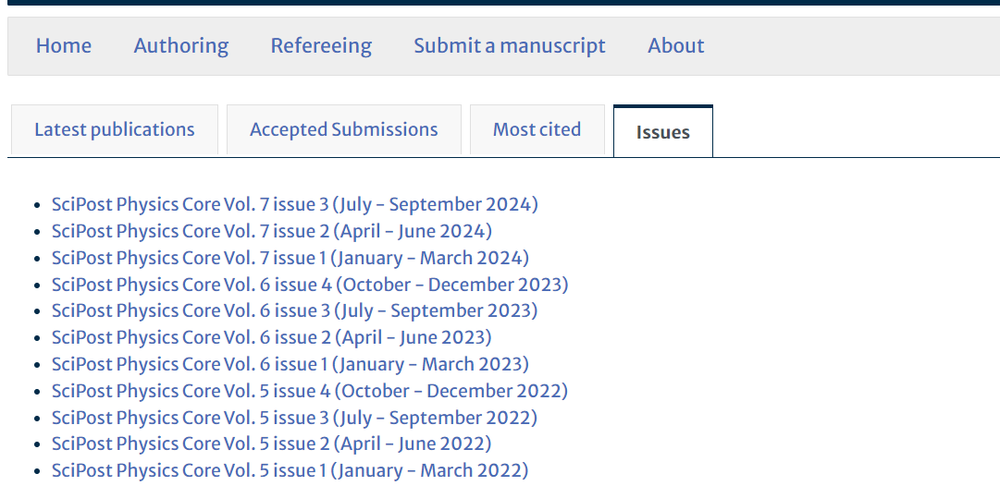 Home Authoring Refereeing Submit a manuscript About
Latest publications Accepted Submissions Most cited Issues
SciPost Physics Core Vol. 7 issue 3 (July - September 2024)
SciPost Physics Core Vol. 7 issue 2 (April - June 2024)
SciPost Physics Core Vol. 7 issue 1 (January - March 2024)
SciPost Physics Core Vol. 6 issue 4 (October - December 2023)
SciPost Physics Core Vol. 6 issue 3 (July - September 2023)
SciPost Physics Core Vol. 6 issue 2 (April - June 2023)
SciPost Physics Core Vol. 6 issue 1 (January - March 2023)
SciPost Physics Core Vol. 5 issue 4 (October - December 2022)
SciPost Physics Core Vol. 5 issue 3 (July - September 2022)
SciPost Physics Core Vol. 5 issue 2 (April - June 2022)
SciPost Physics Core Vol. 5 issue 1 (January - March 2022)